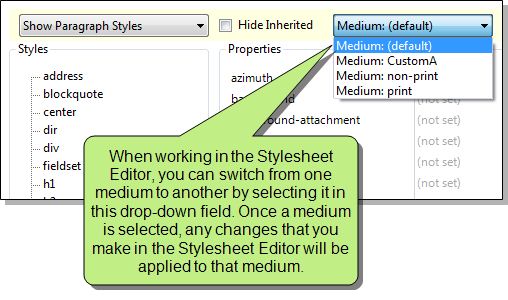 Show Paragraph Styles
Hide Inherited
Medium: (default)
Medium: (default)
Medium: CustomA
Medium: non-print
Medium: print
Styles
Properties
address
azimuth
blockquote
center
ound-attachment
(not set)
dir
(not set)
div
(not set)
fieldset
(not set)
h1
(not set)
h2
When working in the Stylesheet
Editor, you can switch from one
medium to another by selecting it in
this drop-down field. Once a medium
is selected, any changes that you
make in the Stylesheet Editor will be
applied to that medium.